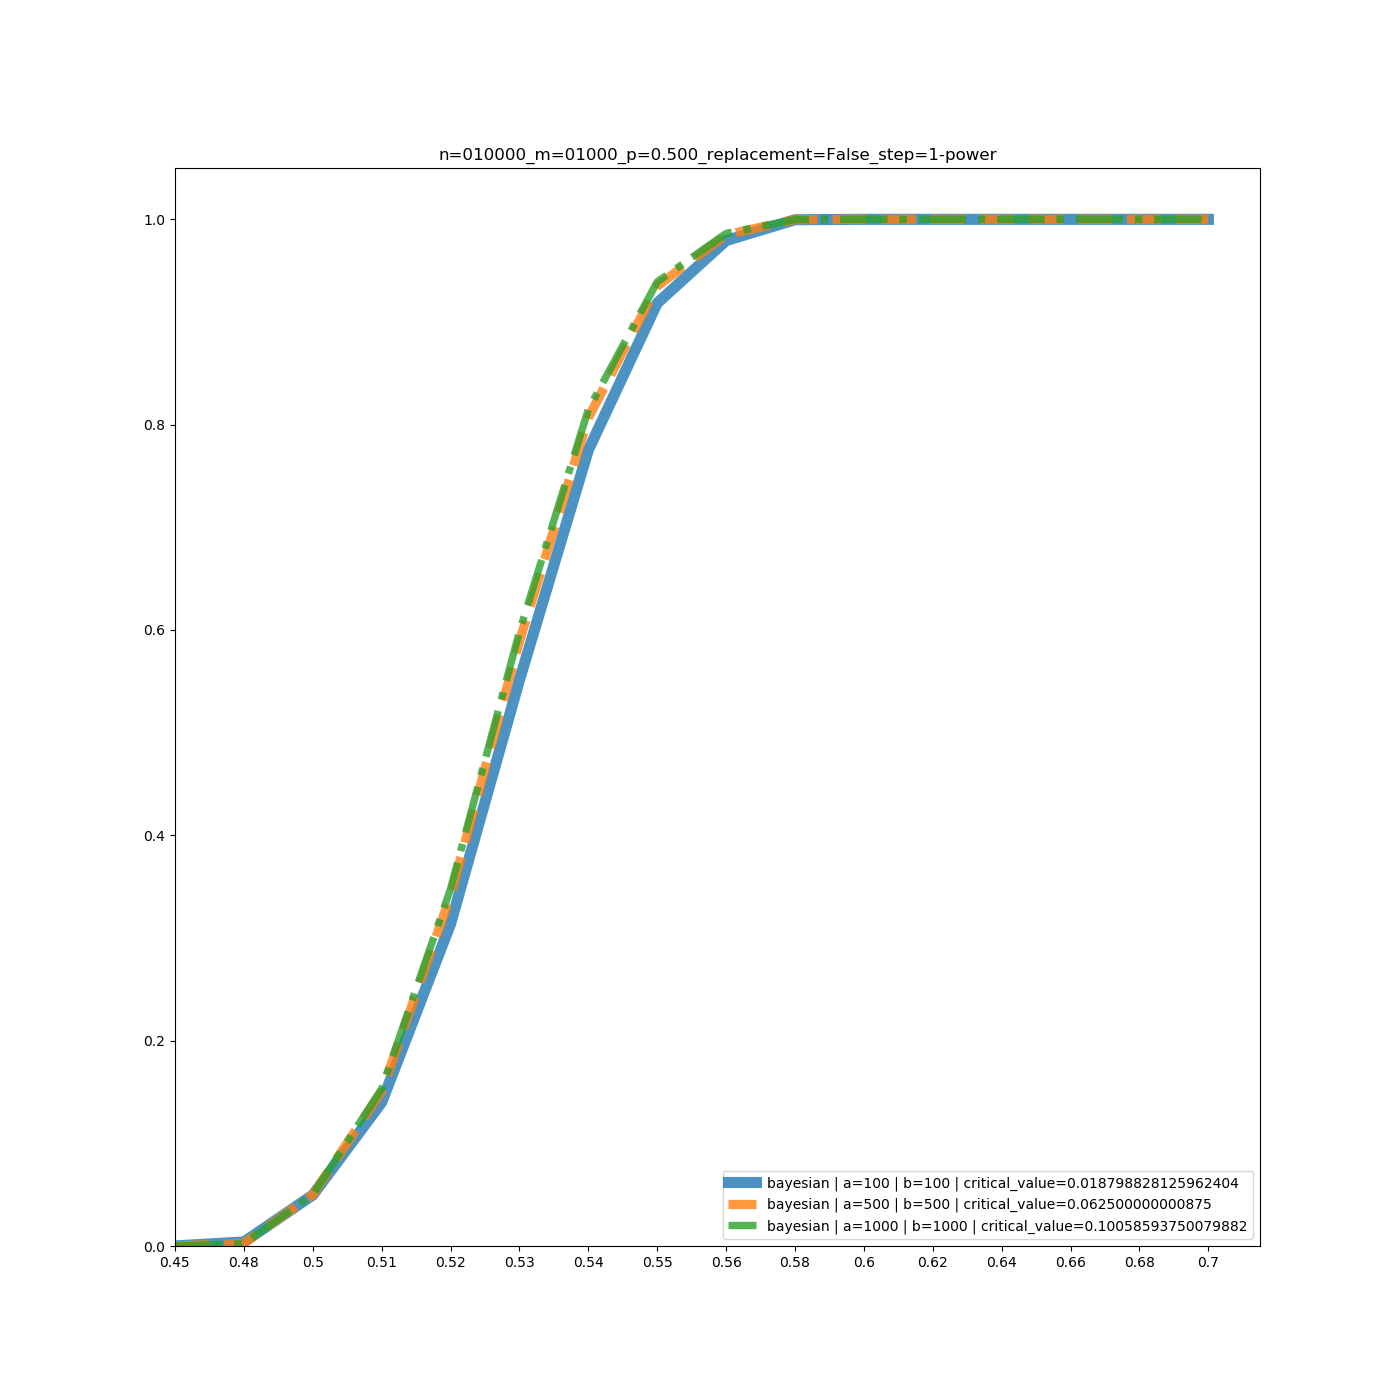 n=010000_m=01000_p=0.500_replacement=False_step=1-power
1.0
0.8
0.6
0.4
0.2
0.0
0.45 0.48 0.5 0.51 0.52 0.53 0.54 0.55 0.56 0.58 0.6 0.62 0.64 0.66 0.68 0.7
bayesian | a=100 | b=100 | critical_value=0.018798828125962404
bayesian | a=500 | b=500 | critical_value=0.062500000000875
bayesian | a=1000 | b=1000 | critical_value=0.10058593750079882